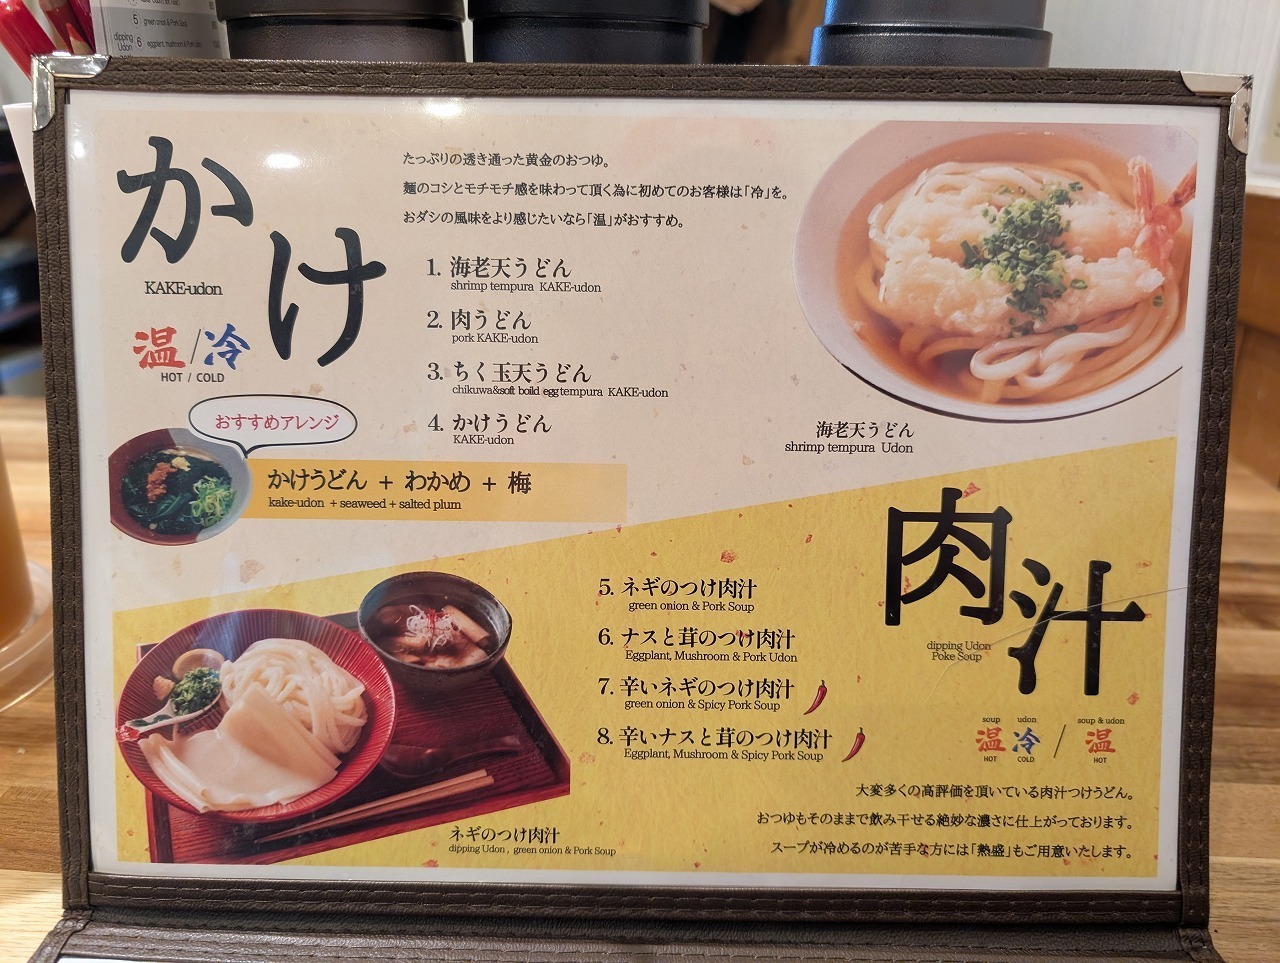 5 green onion & Pork Soup
dipping
Udon
6 eggplant, mushroom & Pork Udon
かけ
KAKE-udon
温/冷
HOT / COLD
たっぷりの透き通った黄金のおつゆ。
麺のコシとモチモチ感を味わって頂く為に初めてのお客様は「冷」を。
おダシの風味をより感じたいなら「温」がおすすめ。
1. 海老天うどん
shrimp tempura KAKE-udon
2. 肉うどん
pork KAKE-udon
3. ちく玉天うどん
chikuwa&soft boild egg tempura KAKE-udon
4. かけうどん
KAKE-udon
海老天うどん
shrimp tempura Udon
おすすめアレンジ
かけうどん + わかめ + 梅
kake-udon + seaweed + salted plum
肉汁
dipping Udon
Poke Soup
5. ネギのつけ肉汁
green onion & Pork Soup
6. ナスと茸のつけ肉汁
Eggplant, Mushroom & Pork Udon
7. 辛いネギのつけ肉汁
green onion & Spicy Pork Soup
8. 辛いナスと茸のつけ肉汁
Eggplant, Mushroom & Spicy Pork Soup
soup udon soup & udon
温 冷 / 温
HOT COLD HOT
大変多くの高評価を頂いている肉汁つけうどん。
おつゆもそのままで飲み干せる絶妙な濃さに仕上がっております。
スープが冷めるのが苦手な方には「熱盛」もご用意いたします。
ネギのつけ肉汁
dipping Udon , green onion & Pork Soup